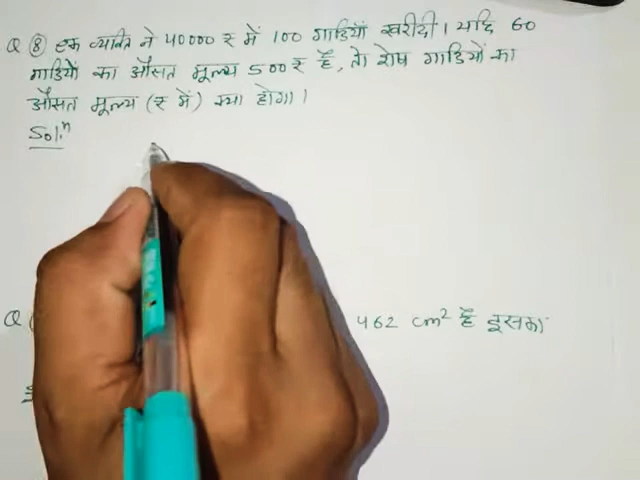 Q ⑧ एक व्यक्ति ने 40000 ₹ में 100 गाडियाँ खरीदी। यदि 60
गाडियों का औसत मूल्य 500 ₹ है, तो शेष गाडियों का
औसत मूल्य (₹ में) क्या होगा।
Solⁿ
Q ( 462 cm² है इसका